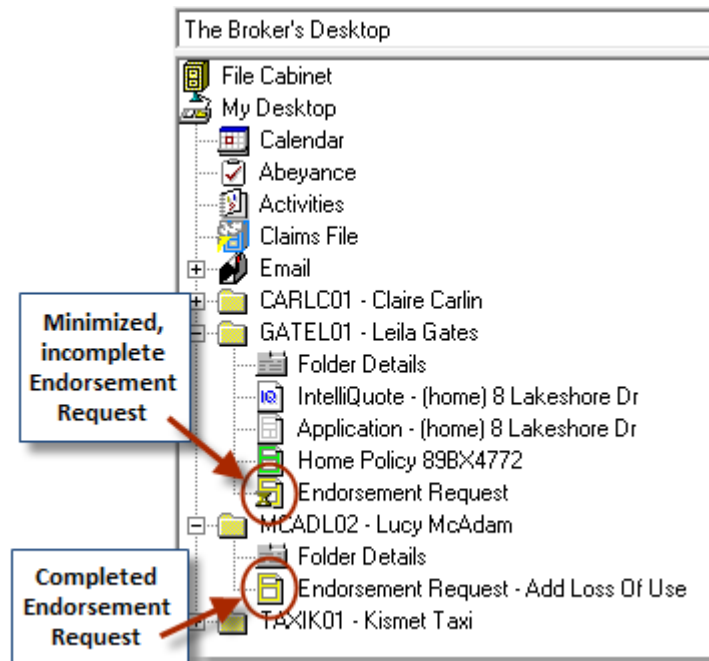 The Broker's Desktop
File Cabinet
My Desktop
Calendar
Abeyance
Activities
Claims File
Email
CARLC01 - Claire Carlin
GATEL01 - Leila Gates
Folder Details
IQ
IntelliQuote - (home) 8 Lakeshore Dr
Application - (home) 8 Lakeshore Dr
Home Policy 89BX4772
Endorsement Request
MCADL02 - Lucy McAdam
Folder Details
Endorsement Request - Add Loss Of Use
TAXIK01 - Kismet Taxi
Minimized,
incomplete
Endorsement
Request
Completed
Endorsement
Request